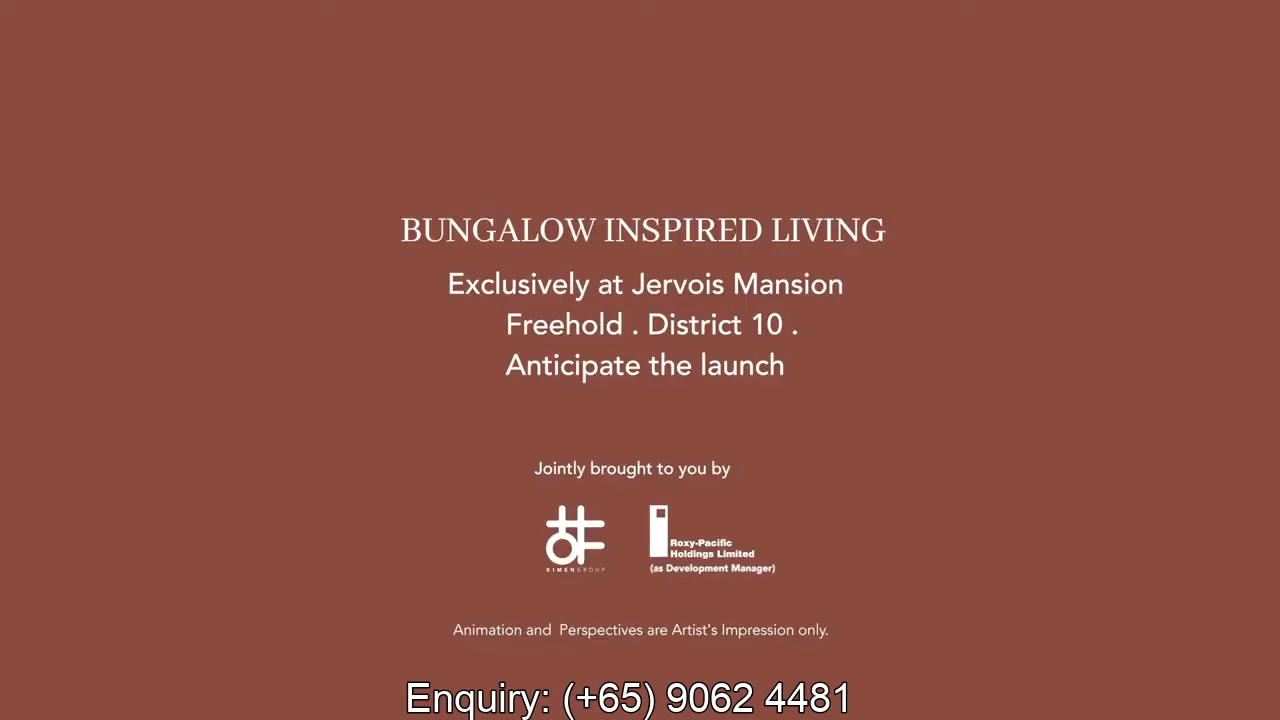 BUNGALOW INSPIRED LIVING
Exclusively at Jervois Mansion
Freehold . District 10 .
Anticipate the launch
Jointly brought to you by
KIMENGROUP
Roxy-Pacific
Holdings Limited
(as Development Manager)
Animation and  Perspectives are Artist's Impression only.
Enquiry: (+65) 9062 4481